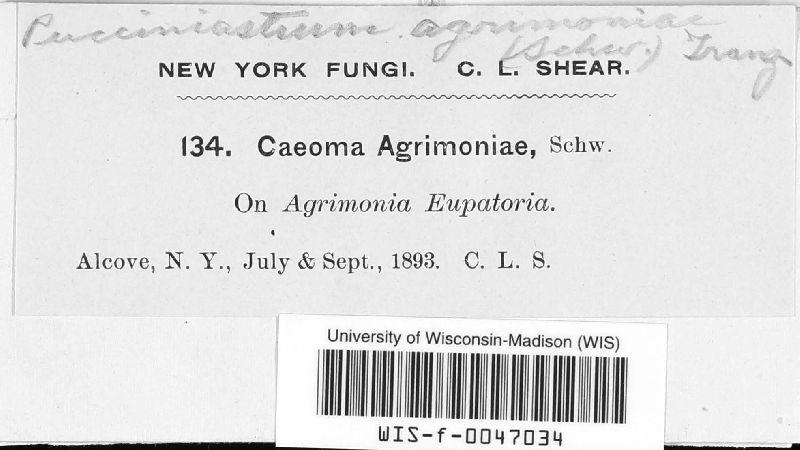 Pucciniastrum agrimoniae
(Schw.) Tranz
NEW YORK FUNGI. C. L. SHEAR.
134. Caeoma Agrimoniae, Schw.
On Agrimonia Eupatoria.
Alcove, N. Y., July & Sept., 1893. C. L. S.
University of Wisconsin-Madison (WIS)
WIS-f-0047034